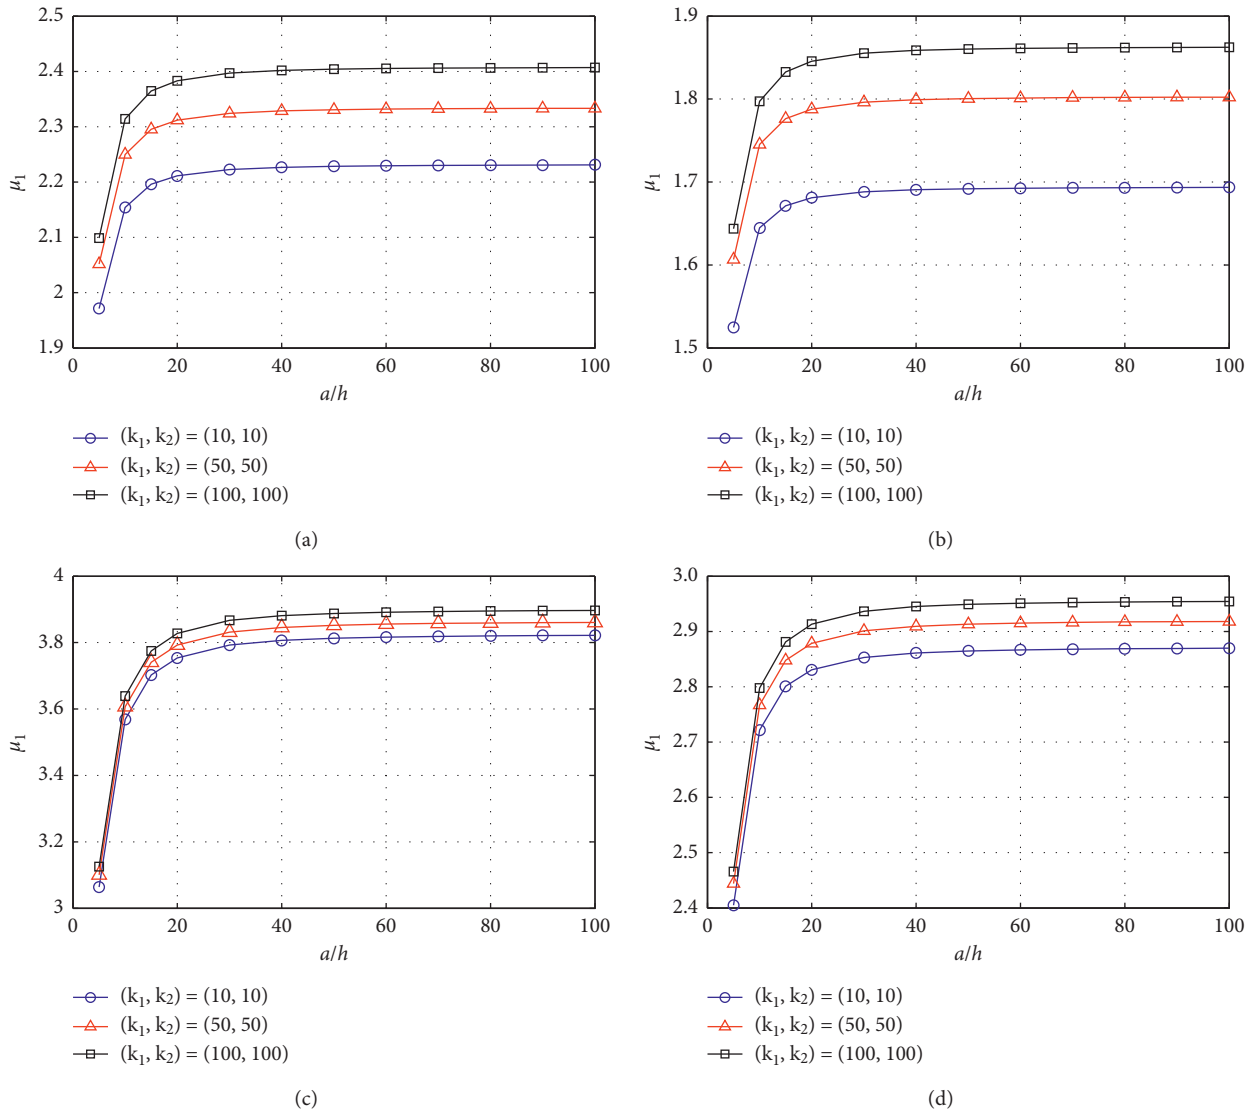 2.5
2.4
2.3
2.2
2.1
2
1.9
μ1
0 20 40 60 80 100
a/h
(k1, k2) = (10, 10)
(k1, k2) = (50, 50)
(k1, k2) = (100, 100)
(a)
1.9
1.8
1.7
1.6
1.5
μ1
0 20 40 60 80 100
a/h
(k1, k2) = (10, 10)
(k1, k2) = (50, 50)
(k1, k2) = (100, 100)
(b)
4
3.8
3.6
3.4
3.2
3
μ1
0 20 40 60 80 100
a/h
(k1, k2) = (10, 10)
(k1, k2) = (50, 50)
(k1, k2) = (100, 100)
(c)
3.0
2.9
2.8
2.7
2.6
2.5
2.4
μ1
0 20 40 60 80 100
a/h
(k1, k2) = (10, 10)
(k1, k2) = (50, 50)
(k1, k2) = (100, 100)
(d)